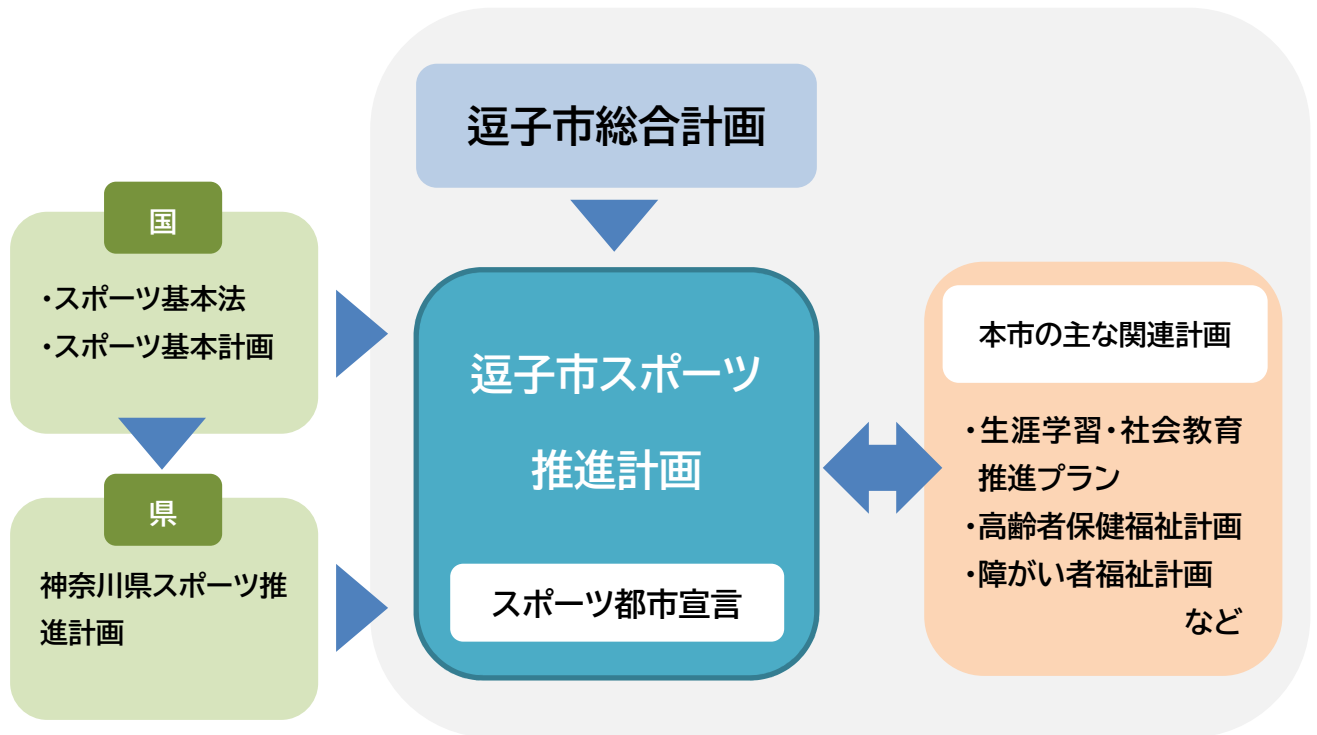 逗子市総合計画
国
・スポーツ基本法
・スポーツ基本計画
県
神奈川県スポーツ推
進計画
逗子市スポーツ
推進計画
スポーツ都市宣言
本市の主な関連計画
・生涯学習・社会教育
推進プラン
・高齢者保健福祉計画
・障がい者福祉計画
など